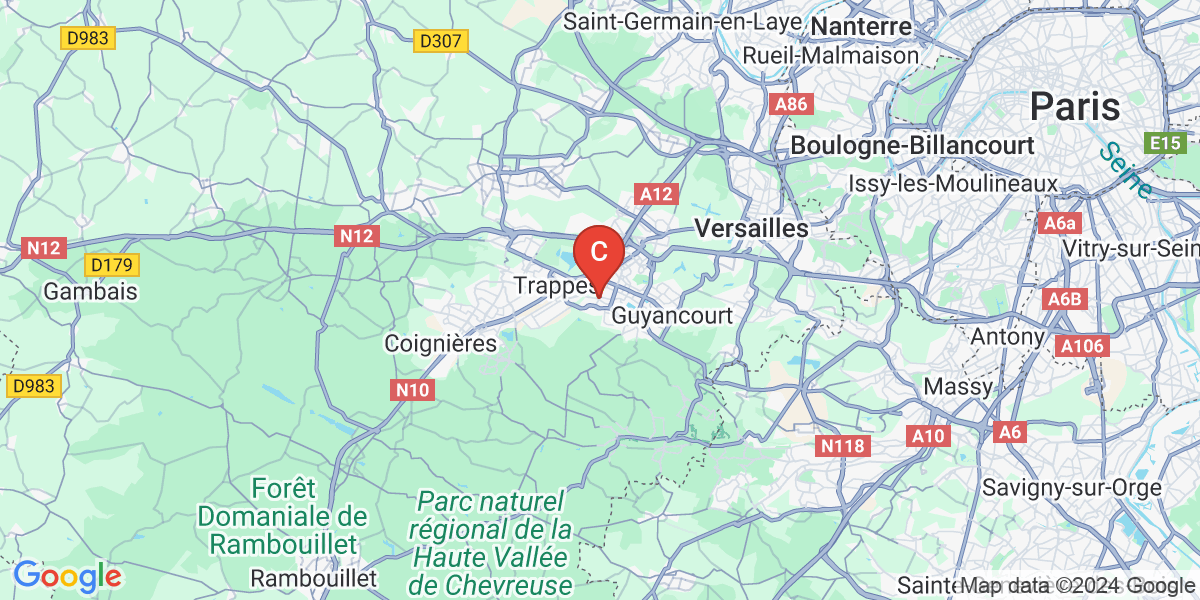 D983
D307
Saint-Germain-en-Laye
Nanterre
Rueil-Malmaison
A86
Paris
E15
Boulogne-Billancourt
Seine
Issy-les-Moulineaux
A12
A6a
Versailles
N12
N12
Vitry-sur-Sein
D179
C
Gambais
Trappes
A6B
Guyancourt
Coignières
Antony
A106
D983
N10
Massy
N118
A10
A6
Forêt
Domaniale de
Rambouillet
Parc naturel
régional de la
Haute Vallée
de Chevreuse
Savigny-sur-Orge
Google
Rambouillet
Sainte
Map data ©2024 Google